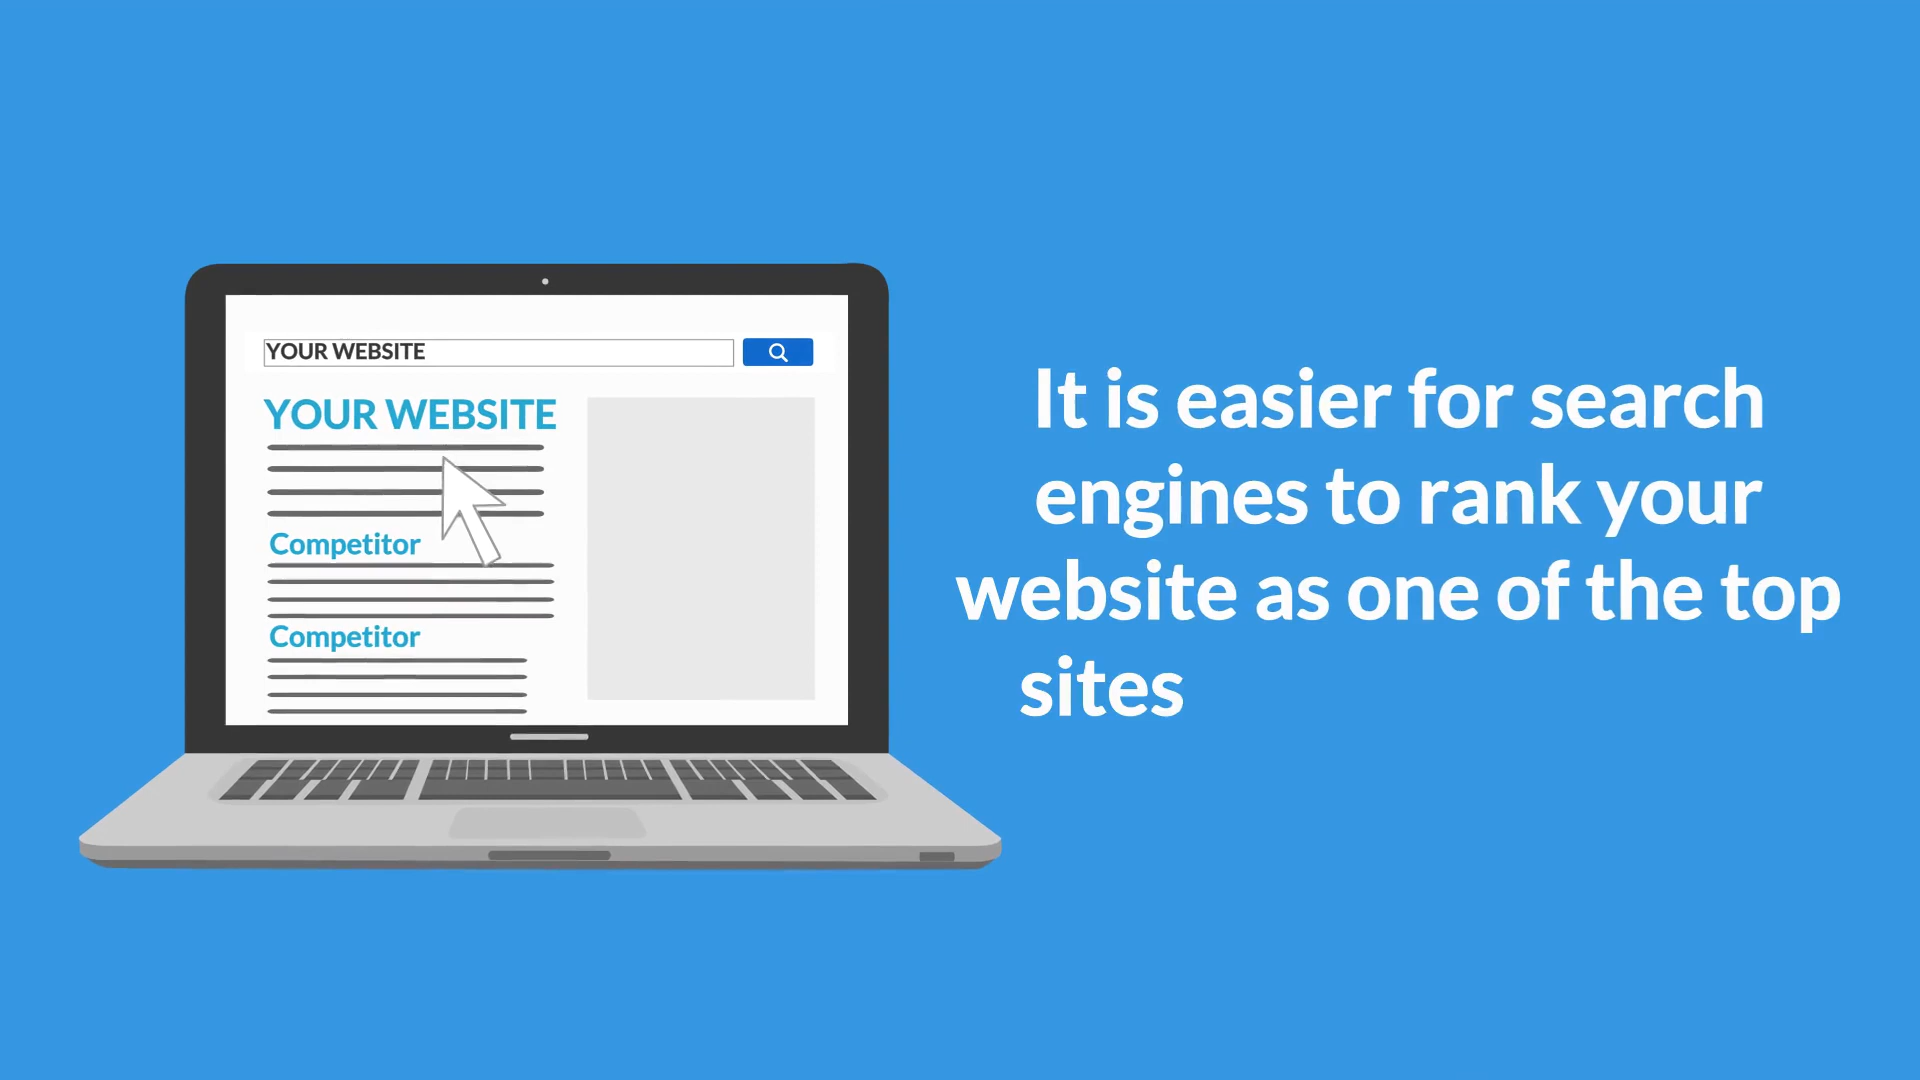 YOUR WEBSITE
YOUR WEBSITE
Competitor
Competitor
It is easier for search
engines to rank your
website as one of the top
sites